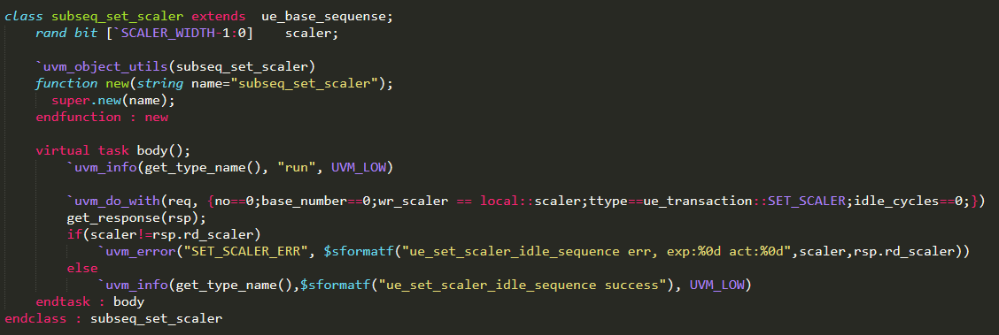 class subseq_set_scaler extends  ue_base_sequense;
    rand bit [`SCALER_WIDTH-1:0]    scaler;

    `uvm_object_utils(subseq_set_scaler)
    function new(string name="subseq_set_scaler");
      super.new(name);
    endfunction : new

    virtual task body();
        `uvm_info(get_type_name(), "run", UVM_LOW)

        `uvm_do_with(req, {no==0;base_number==0;wr_scaler == local::scaler;ttype==ue_transaction::SET_SCALER;idle_cycles==0;})
        get_response(rsp);
        if(scaler!=rsp.rd_scaler)
            `uvm_error("SET_SCALER_ERR", $sformatf("ue_set_scaler_idle_sequence err, exp:%0d act:%0d",scaler,rsp.rd_scaler))
        else
            `uvm_info(get_type_name(),$sformatf("ue_set_scaler_idle_sequence success"), UVM_LOW)
    endtask : body
endclass : subseq_set_scaler